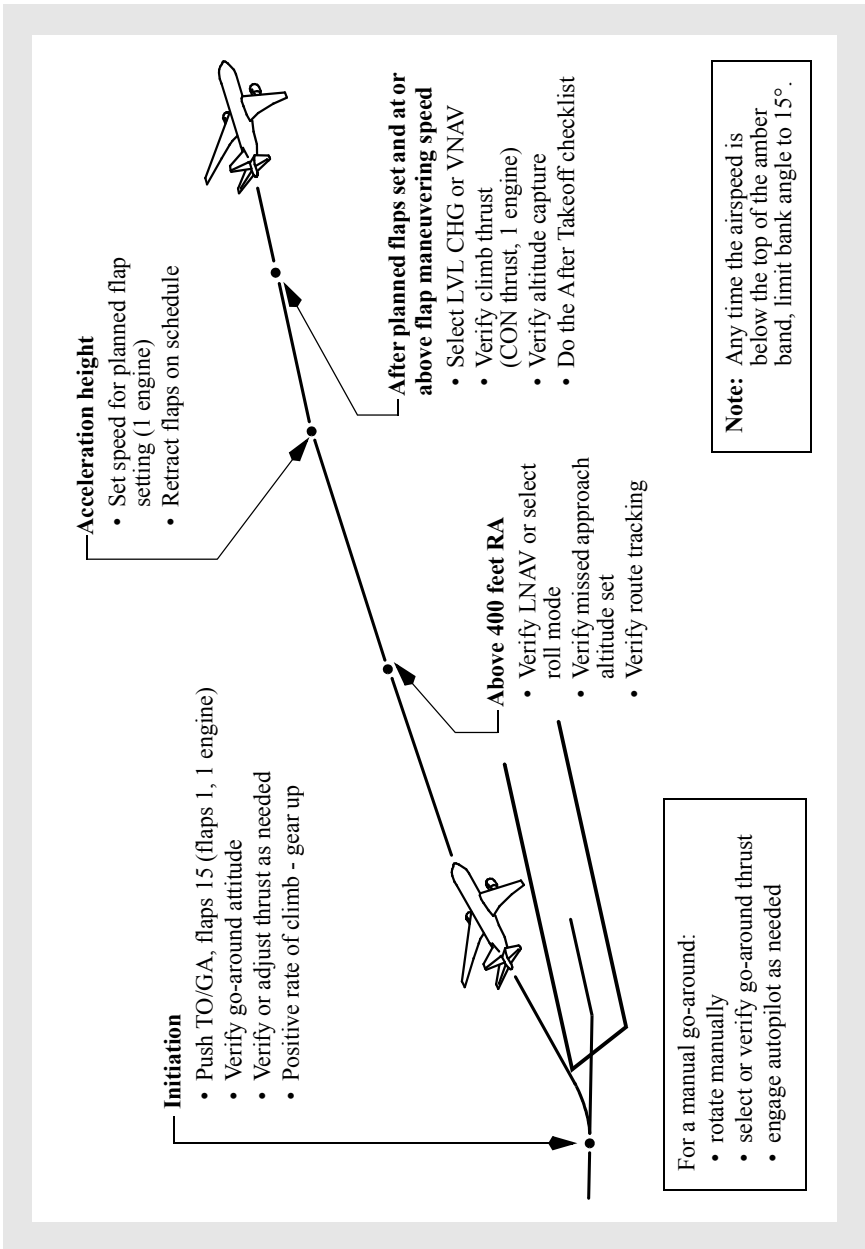 Initiation
• Push TO/GA, flaps 15 (flaps 1, 1 engine)
• Verify go-around attitude
• Verify or adjust thrust as needed
• Positive rate of climb - gear up
Above 400 feet RA
• Verify LNAV or select
roll mode
• Verify missed approach
altitude set
• Verify route tracking
Acceleration height
• Set speed for planned flap
setting (1 engine)
• Retract flaps on schedule
After planned flaps set and at or
above flap maneuvering speed
• Select LVL CHG or VNAV
• Verify climb thrust
(CON thrust, 1 engine)
• Verify altitude capture
• Do the After Takeoff checklist
For a manual go-around:
• rotate manually
• select or verify go-around thrust
• engage autopilot as needed
Note: Any time the airspeed is
below the top of the amber
band, limit bank angle to 15°.